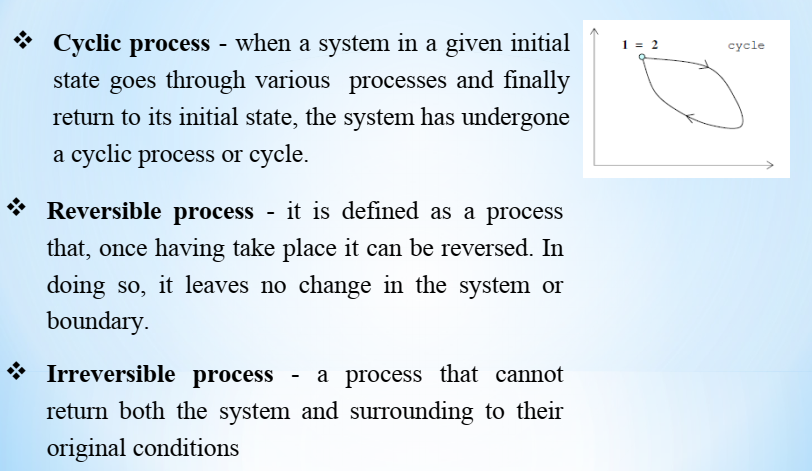 ❖ Cyclic process - when a system in a given initial
state goes through various processes and finally
return to its initial state, the system has undergone
a cyclic process or cycle.
1 = 2
cycle
❖ Reversible process - it is defined as a process
that, once having take place it can be reversed. In
doing so, it leaves no change in the system or
boundary.
❖ Irreversible process - a process that cannot
return both the system and surrounding to their
original conditions